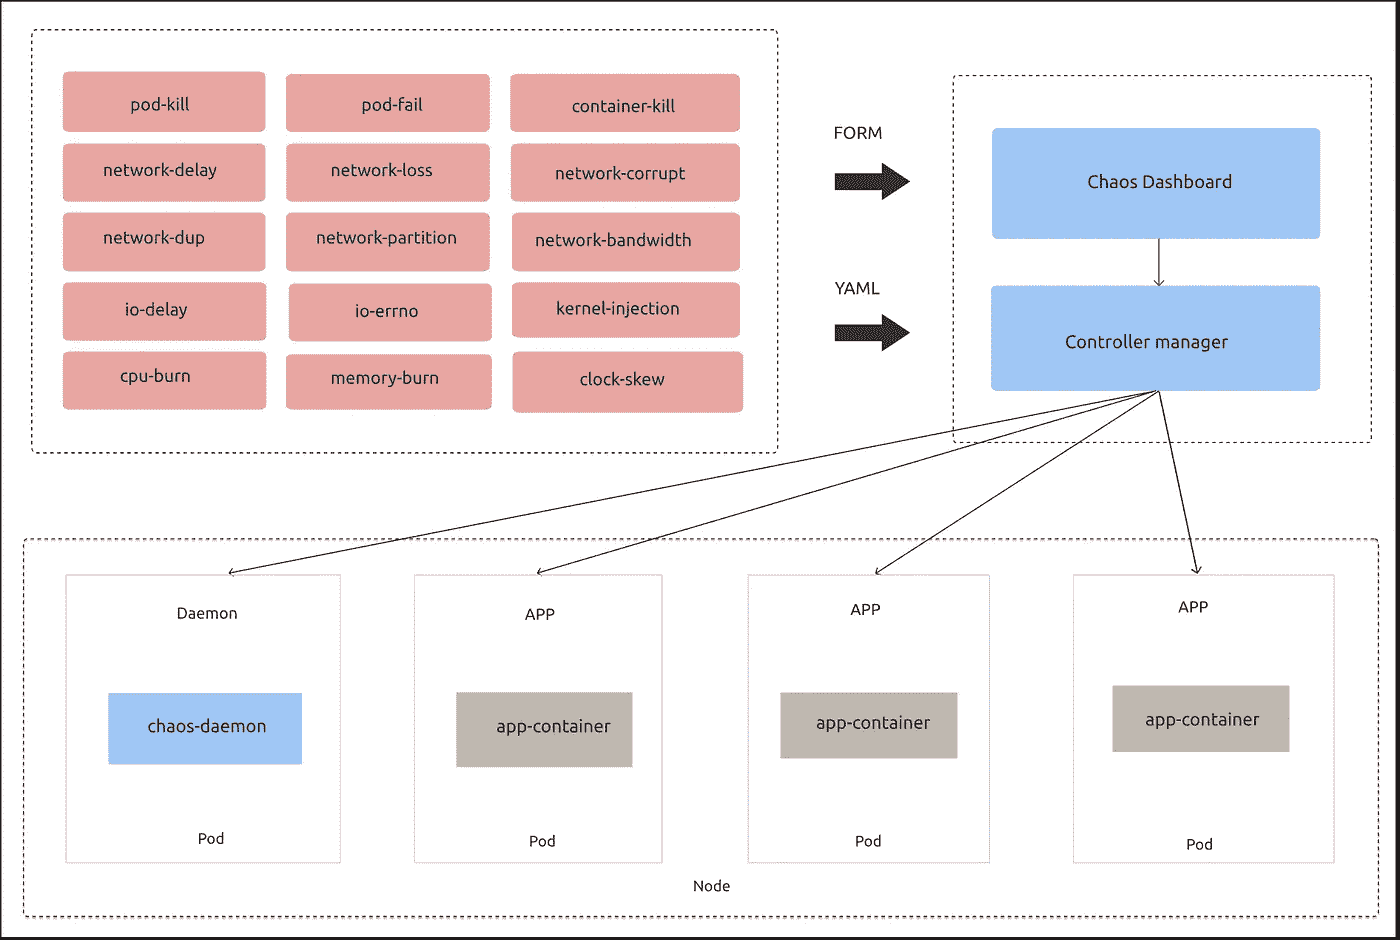 pod-kill
pod-fail
container-kill
network-delay
network-loss
network-corrupt
network-dup
network-partition
network-bandwidth
io-delay
io-errno
kernel-injection
cpu-burn
memory-burn
clock-skew
FORM
YAML
Chaos Dashboard
Controller manager
Daemon
chaos-daemon
Pod
APP
app-container
Pod
APP
app-container
Pod
APP
app-container
Pod
Node